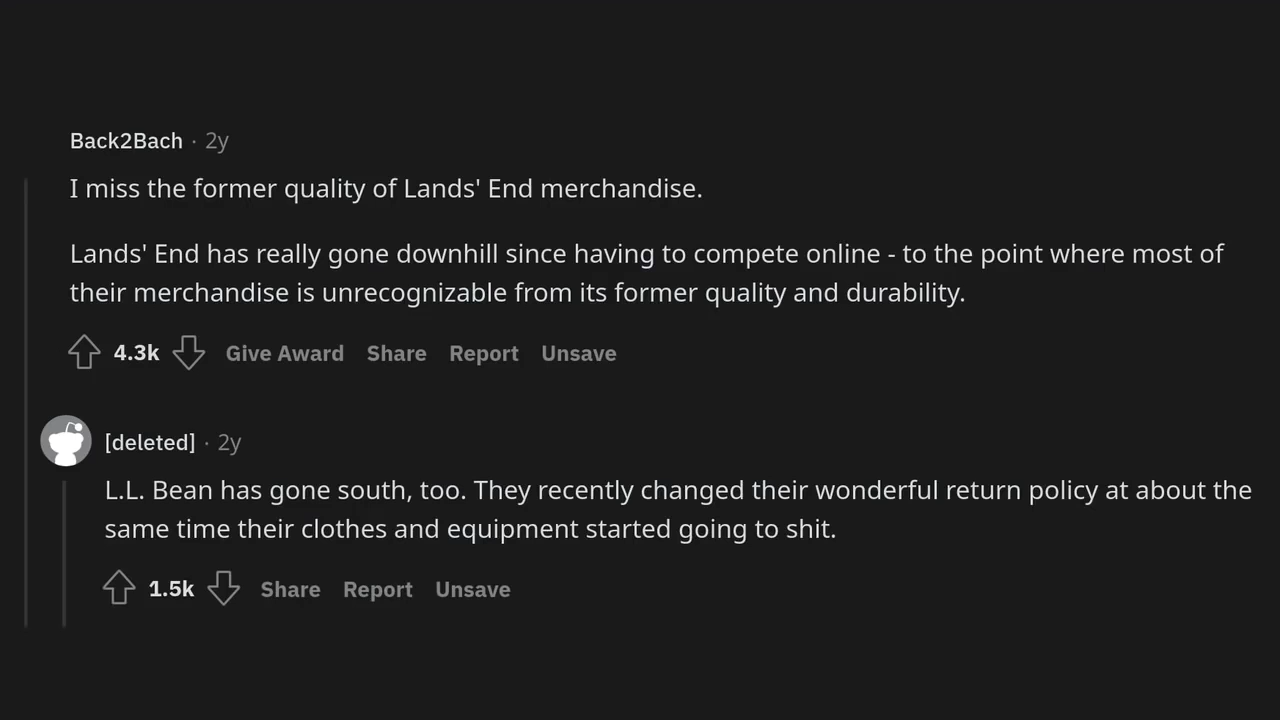 Back2Bach · 2y
I miss the former quality of Lands' End merchandise.
Lands' End has really gone downhill since having to compete online - to the point where most of
their merchandise is unrecognizable from its former quality and durability.
4.3k Give Award Share Report Unsave
[deleted] · 2y
L.L. Bean has gone south, too. They recently changed their wonderful return policy at about the
same time their clothes and equipment started going to shit.
1.5k Share Report Unsave